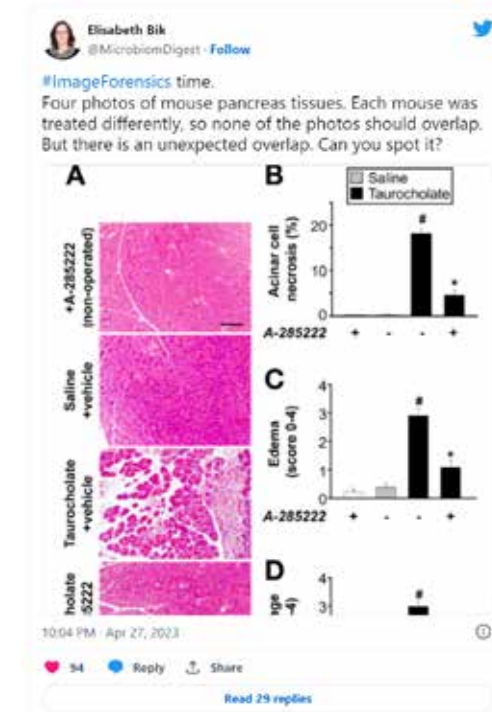 Elisabeth Bik
@MicrobiomDigest · Follow
#ImageForensics time.
Four photos of mouse pancreas tissues. Each mouse was
treated differently, so none of the photos should overlap.
But there is an unexpected overlap. Can you spot it?
A
+A-285222
(non-operated)
Saline
+vehicle
Taurocholate
+vehicle
holate
5222
B
Saline
Taurocholate
Acinar cell
necrosis (%)
20
10
0
#
*
A-285222 + - - +
C
Edema
(score 0-4)
4
3
2
1
0
#
*
A-285222 + - - +
D
ge
4)
4
3
#
10:04 PM · Apr 27, 2023
94 Reply Share
Read 29 replies